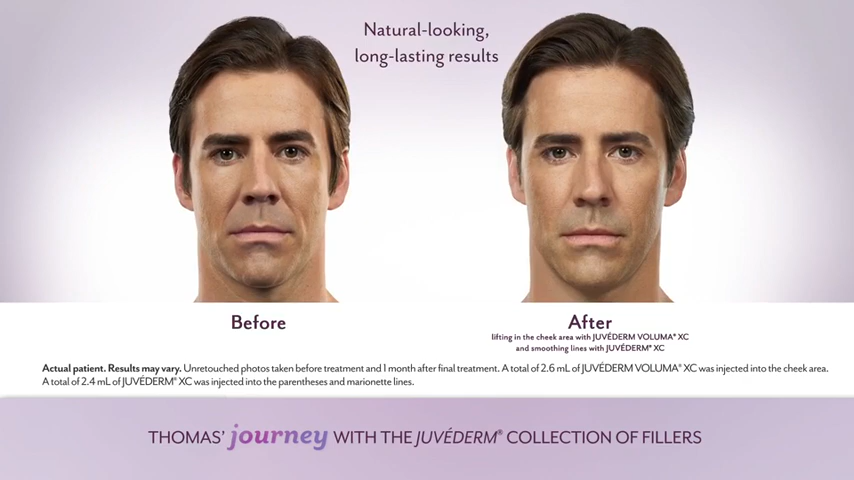 Natural-looking,
long-lasting results
Before
After
lifting in the cheek area with JUVÉDERM VOLUMA® XC
and smoothing lines with JUVÉDERM® XC
Actual patient. Results may vary. Unretouched photos taken before treatment and 1 month after final treatment. A total of 2.6 mL of JUVÉDERM VOLUMA® XC was injected into the cheek area.
A total of 2.4 mL of JUVÉDERM® XC was injected into the parentheses and marionette lines.
THOMAS' journey WITH THE JUVÉDERM® COLLECTION OF FILLERS